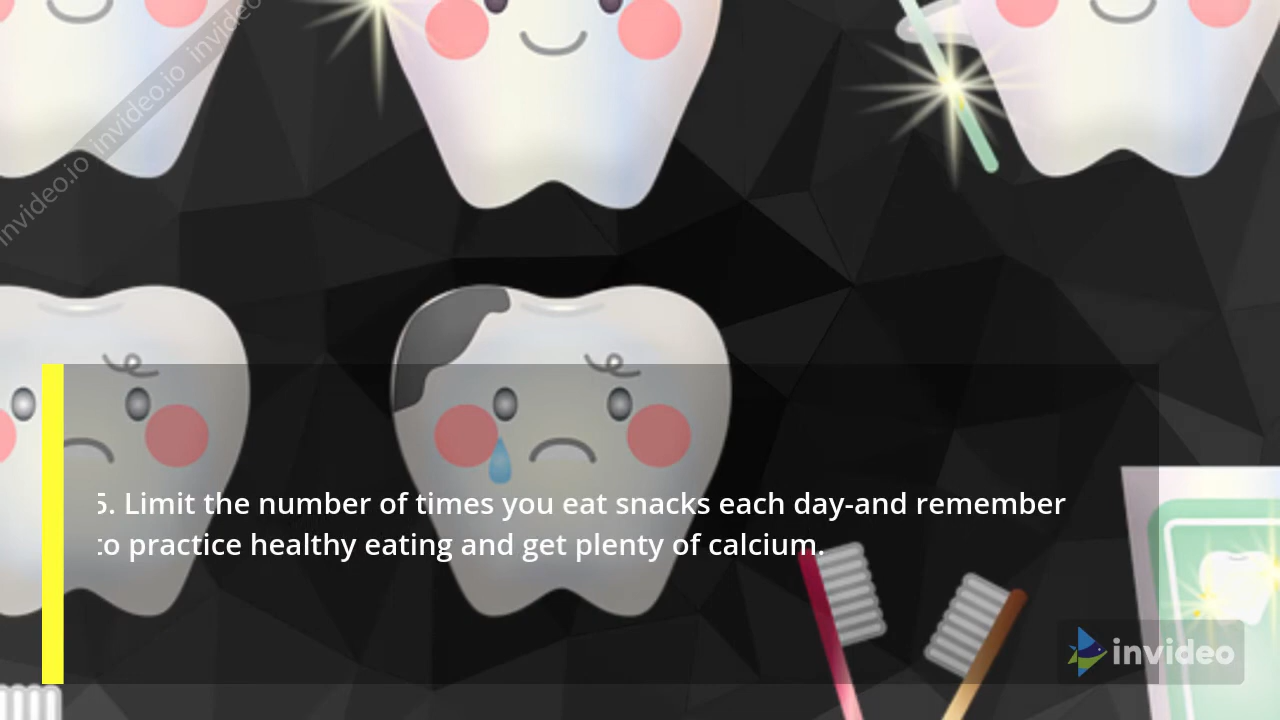 invideo.io invideo.io invideo.io
5. Limit the number of times you eat snacks each day-and remember
to practice healthy eating and get plenty of calcium.
invideo